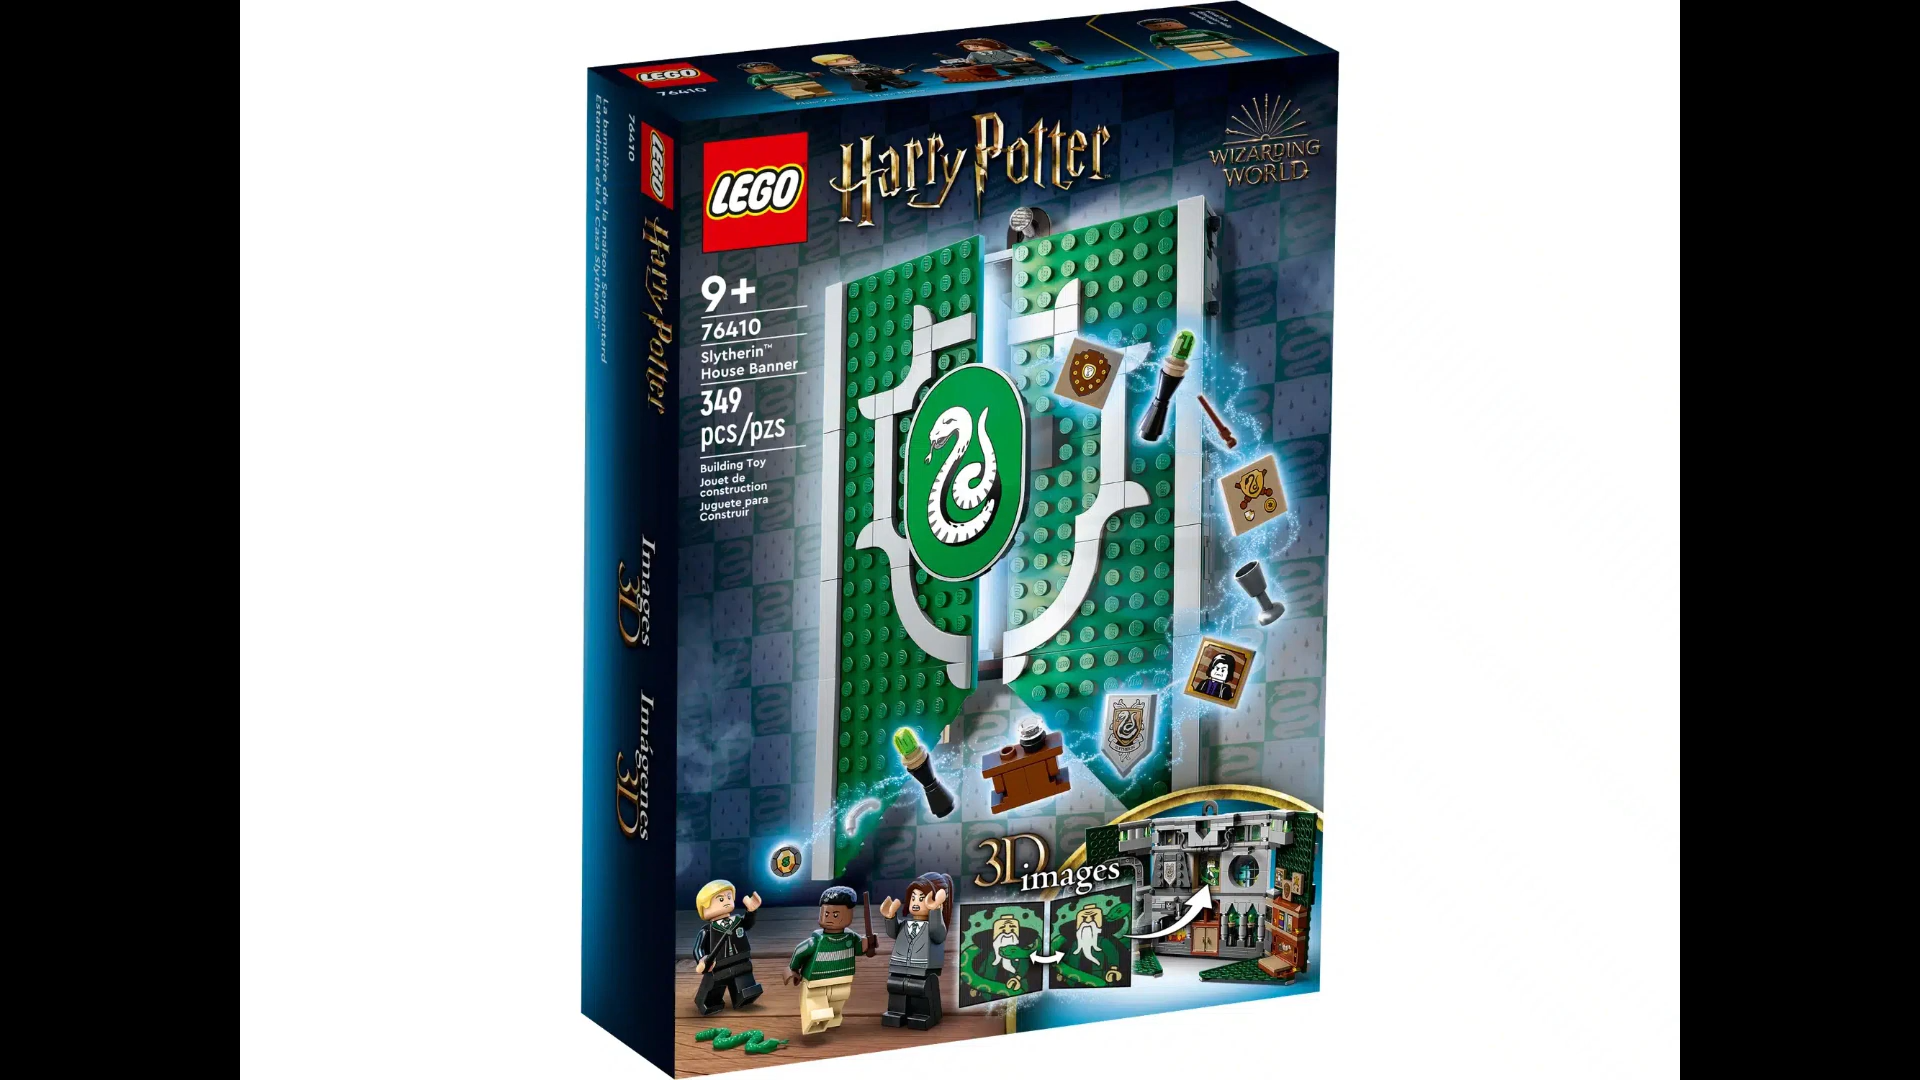 LEGO
76410
LEGO
76410
La bannière de la maison Serpentard
Estandarte de la Casa Slytherin™
Harry Potter
Images
3D
Imágenes
3D
LEGO
Harry Potter
WIZARDING
WORLD
9+
76410
Slytherin™
House Banner
349
pcs/pzs
Building Toy
Jouet de
construction
Juguete para
Construir
3D
images